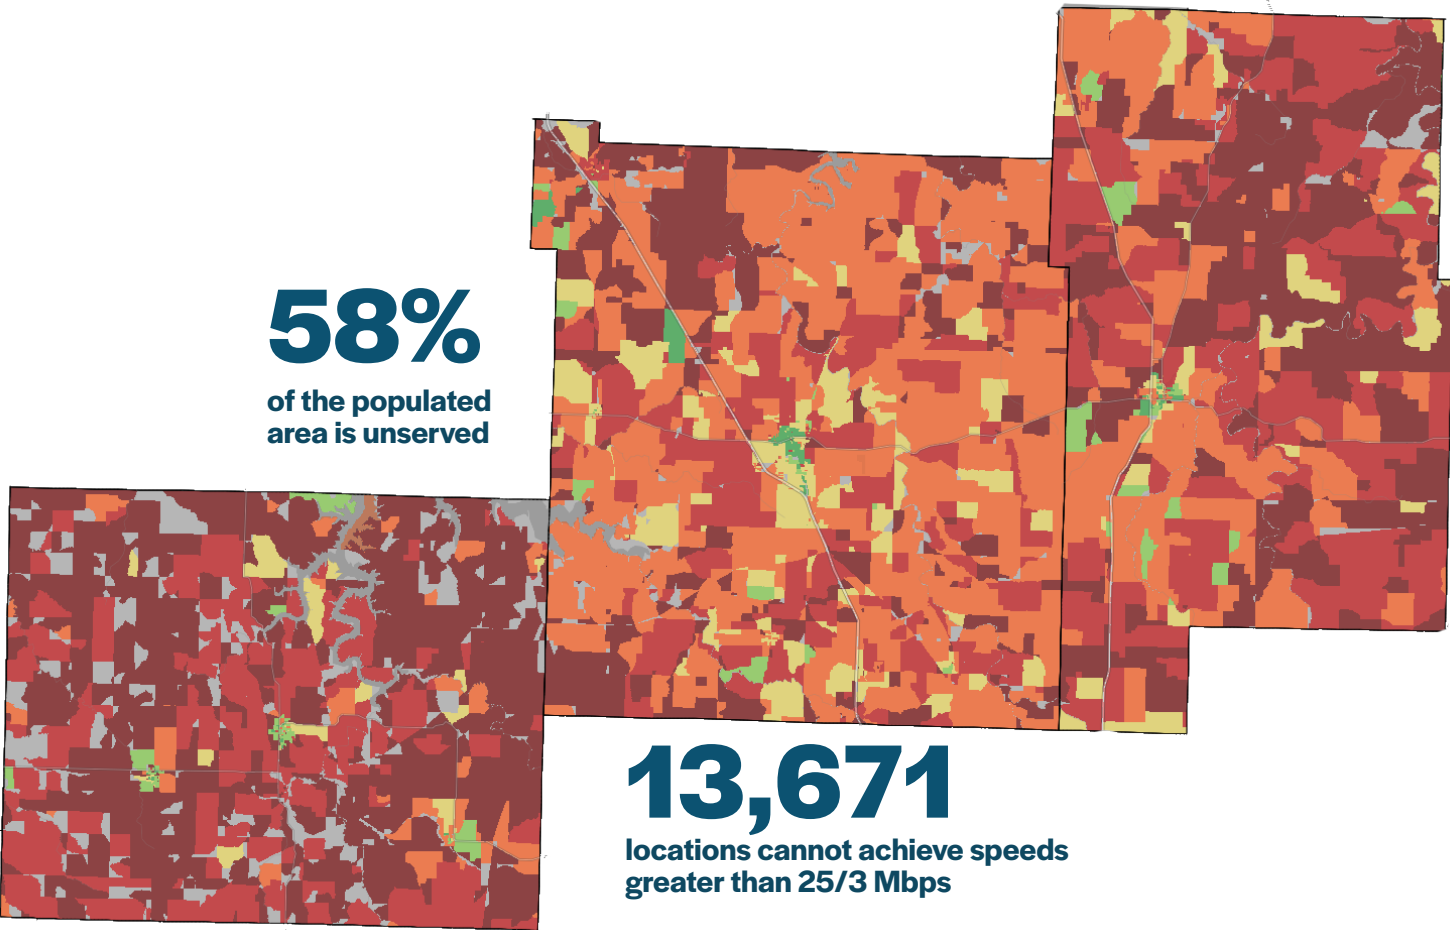 58%
of the populated
area is unserved
13,671
locations cannot achieve speeds
greater than 25/3 Mbps